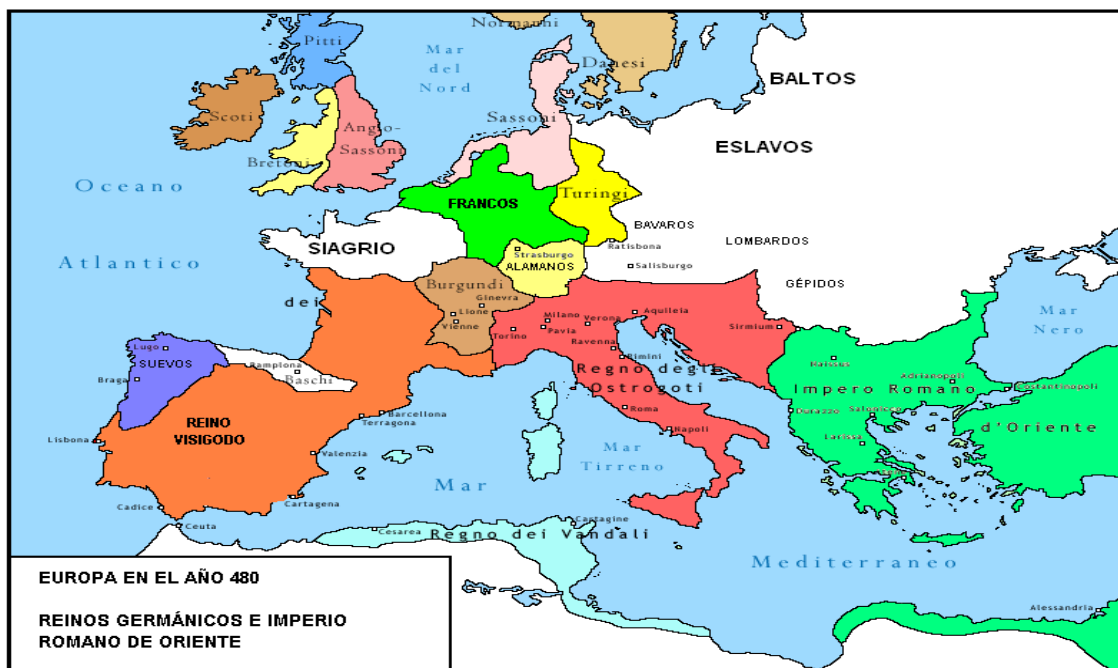 Normanni
Pitti
Mar
del
Nord
Danesi
BALTOS
Scoti
Sassoni
Anglo-
Sassoni
ESLAVOS
Bretoni
Oceano
Turingi
FRANCOS
BAVAROS
SIAGRIO
Ratisbona
LOMBARDOS
Strasburgo
Atlantico
ALAMANOS
Salisburgo
Burgundi
GÉPIDOS
Ginevra
dei
Lione
Milano
Verona
Aquileia
Mar
Nero
Vienne
Torino
Pavia
Sirmium
Ravenna
Lugo
SUEVOS
Pamplona
Rimini
Naissus
Baschi
Regno degli
Ostrogoti
Adrianopoli
Braga
Impero Romano
Costantinopoli
Roma
Durazzo
Salonicco
REINO
VISIGODO
Barcellona
Terragona
Napoli
d'Oriente
Lisbona
Mar
Tirreno
Larissa
Valenzia
Mar
Cartagena
Cadice
Ceuta
Cartagine
Cesarea
Regno dei Vandali
Mediterraneo
EUROPA EN EL AÑO 480
REINOS GERMÁNICOS E IMPERIO
ROMANO DE ORIENTE
Alessandria